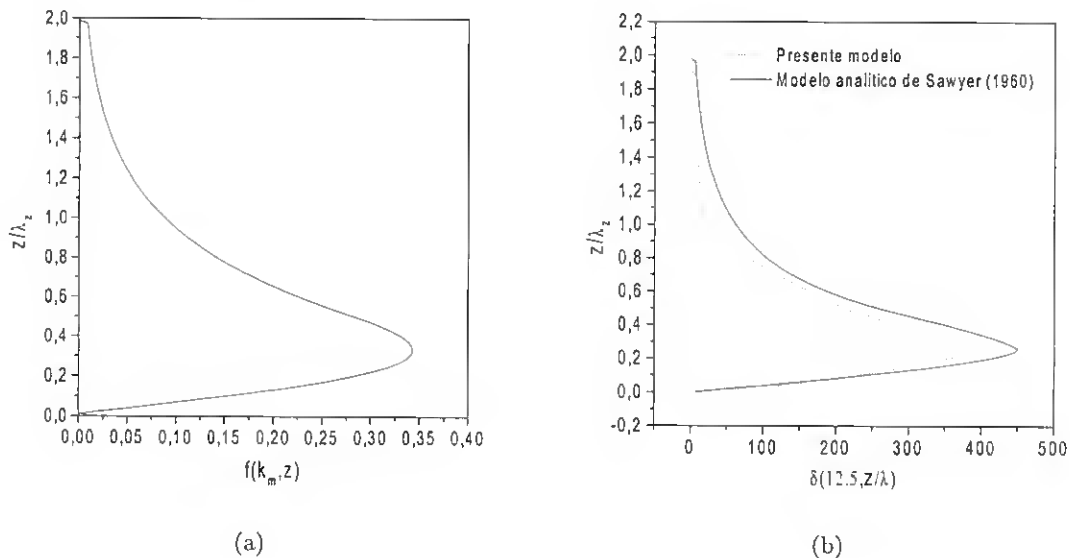 2,0
1,8
1,6
1,4
1,2
1,0
0,8
0,6
0,4
0,2
0,0
z/λz
0,00 0,05 0,10 0,15 0,20 0,25 0,30 0,35 0,40
f(km,z)
(a)
2,2
2,0
1,8
1,6
1,4
1,2
1,0
0,8
0,6
0,4
0,2
0,0
-0,2
z/λz
Presente modelo
Modelo analítico de Sawyer (1960)
0 100 200 300 400 500
δ(12.5,z/λ)
(b)